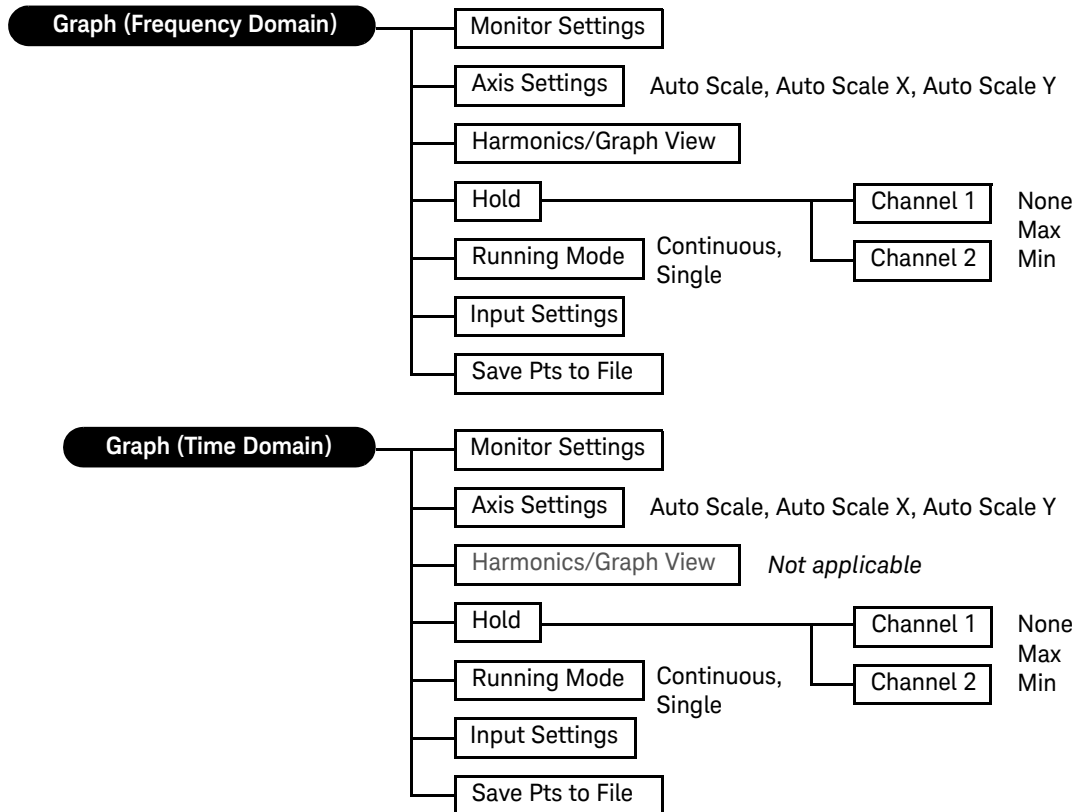 Graph (Frequency Domain)
Monitor Settings
Axis Settings
Auto Scale, Auto Scale X, Auto Scale Y
Harmonics/Graph View
Hold
Channel 1
None
Max
Min
Channel 2
Running Mode
Continuous,
Single
Input Settings
Save Pts to File
Graph (Time Domain)
Monitor Settings
Axis Settings
Auto Scale, Auto Scale X, Auto Scale Y
Harmonics/Graph View
Not applicable
Hold
Channel 1
None
Max
Min
Channel 2
Running Mode
Continuous,
Single
Input Settings
Save Pts to File